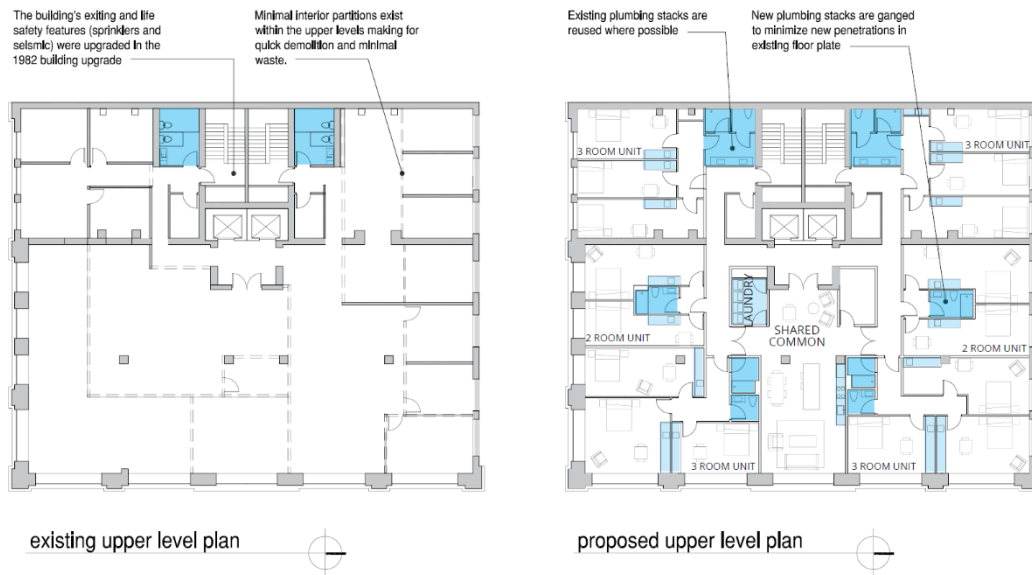 The building's exiting and life
safety features (sprinklers and
seismic) were upgraded in the
1982 building upgrade
Minimal interior partitions exist
within the upper levels making for
quick demolition and minimal
waste.
Existing plumbing stacks are
reused where possible
New plumbing stacks are ganged
to minimize new penetrations in
existing floor plate
3 ROOM UNIT
3 ROOM UNIT
LAUNDRY
SHARED
COMMON
2 ROOM UNIT
2 ROOM UNIT
3 ROOM UNIT
3 ROOM UNIT
existing upper level plan
proposed upper level plan